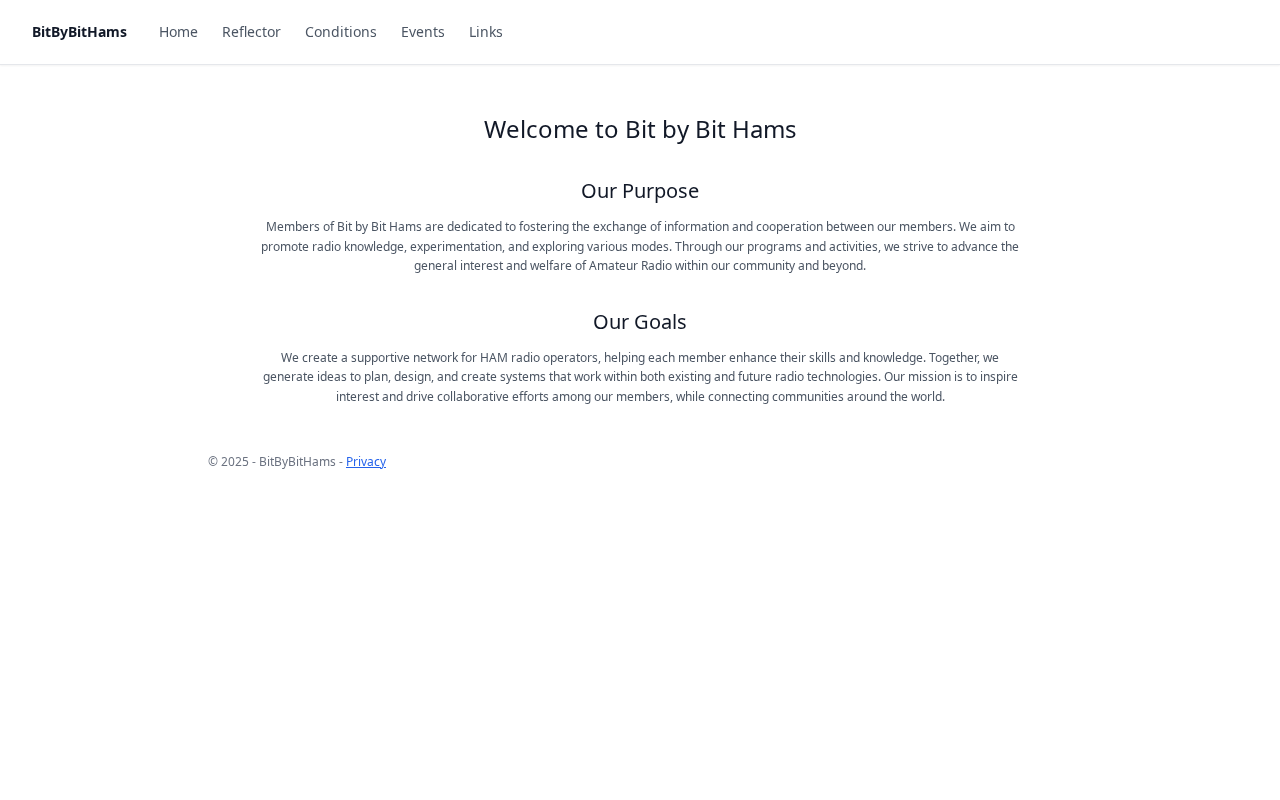 BitByBitHams Home Reflector Conditions Events Links
Welcome to Bit by Bit Hams
Our Purpose
Members of Bit by Bit Hams are dedicated to fostering the exchange of information and cooperation between our members. We aim to
promote radio knowledge, experimentation, and exploring various modes. Through our programs and activities, we strive to advance the
general interest and welfare of Amateur Radio within our community and beyond.
Our Goals
We create a supportive network for HAM radio operators, helping each member enhance their skills and knowledge. Together, we
generate ideas to plan, design, and create systems that work within both existing and future radio technologies. Our mission is to inspire
interest and drive collaborative efforts among our members, while connecting communities around the world.
© 2025 - BitByBitHams - Privacy